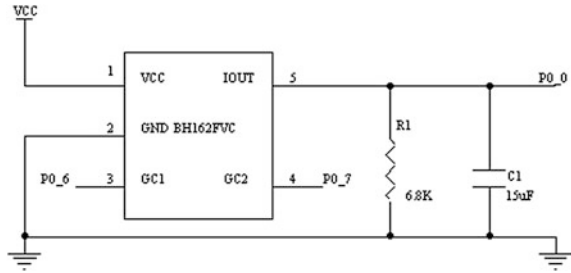 VCC
1 VCC IOUT 5 P0_0
2 GND BH162FVC R1
P0_6 3 GC1 GC2 4 P0_7 C1
6.8K 15uF